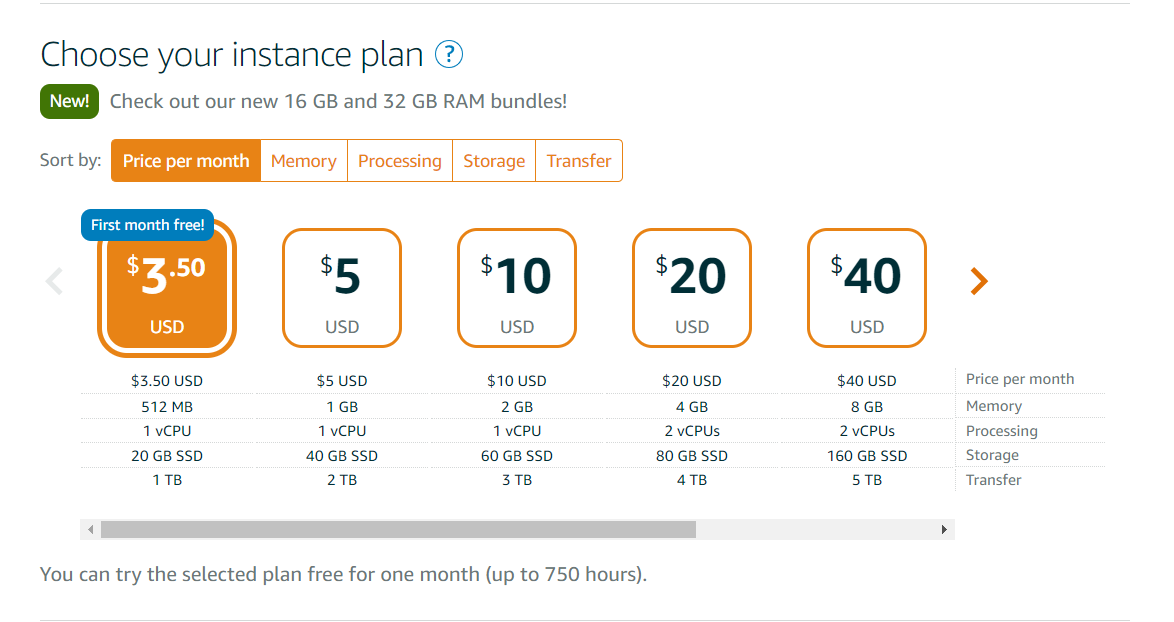 Choose your instance plan ?
New! Check out our new 16 GB and 32 GB RAM bundles!
Sort by: Price per month Memory Processing Storage Transfer
First month free!
$3.50 $5 $10 $20 $40
USD USD USD USD USD
$3.50 USD $5 USD $10 USD $20 USD $40 USD Price per month
512 MB 1 GB 2 GB 4 GB 8 GB Memory
1 vCPU 1 vCPU 1 vCPU 2 vCPUs 2 vCPUs Processing
20 GB SSD 40 GB SSD 60 GB SSD 80 GB SSD 160 GB SSD Storage
1 TB 2 TB 3 TB 4 TB 5 TB Transfer
You can try the selected plan free for one month (up to 750 hours).